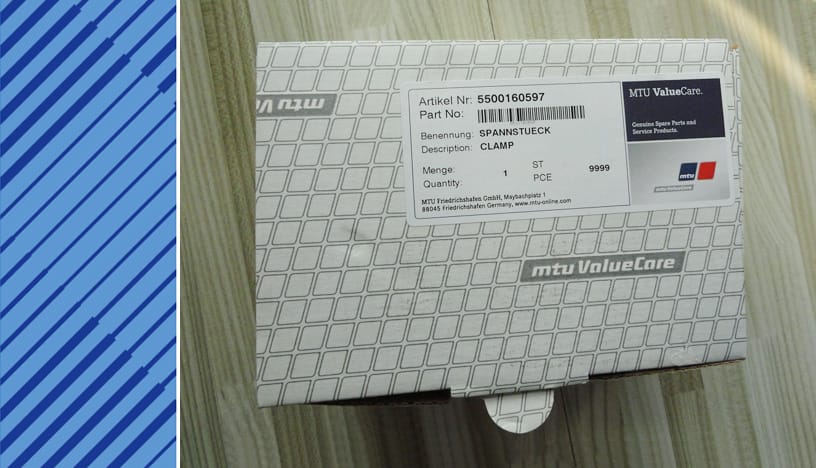 mtu V
Artikel Nr: 5500160597
Part No:
Benennung: SPANNSTUECK
Description: CLAMP
Menge: 1 ST 9999
Quantity: PCE
MTU Friedrichshafen GmbH, Maybachplatz 1
88045 Friedrichshafen Germany, www.mtu-online.com
MTU ValueCare.
Genuine Spare Parts and
Service Products.
mtu
mtu ValueCare
mtu ValueCare